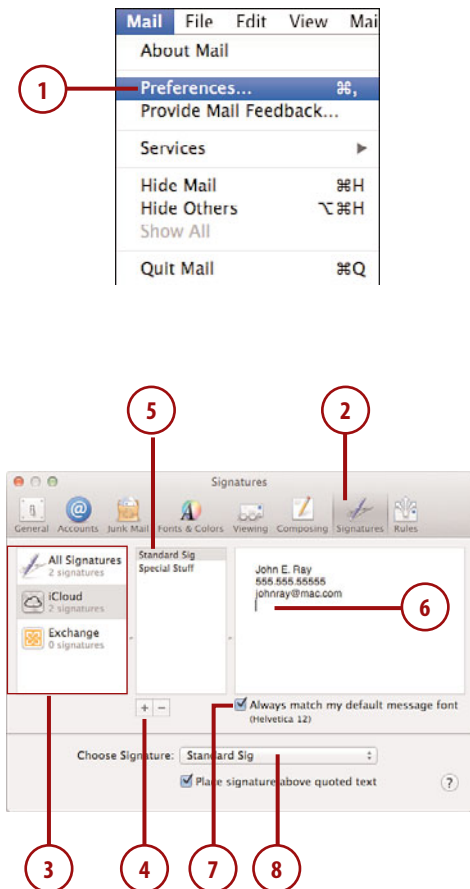 Mail File Edit View Mai
About Mail
1
Preferences... ⌘,
Provide Mail Feedback...
Services ▶
Hide Mail ⌘H
Hide Others ⌥⌘H
Show All
Quit Mail ⌘Q
5
2
Signatures
General Accounts Junk Mail Fonts & Colors Viewing Composing Signatures Rules
All Signatures
2 signatures
iCloud
2 signatures
Exchange
0 signatures
Standard Sig
Special Stuff
John E. Ray
555.555.55555
johnray@mac.com
6
+ −
Always match my default message font
(Helvetica 12)
Choose Signature: Standard Sig
Place signature above quoted text
?
3
4
7
8